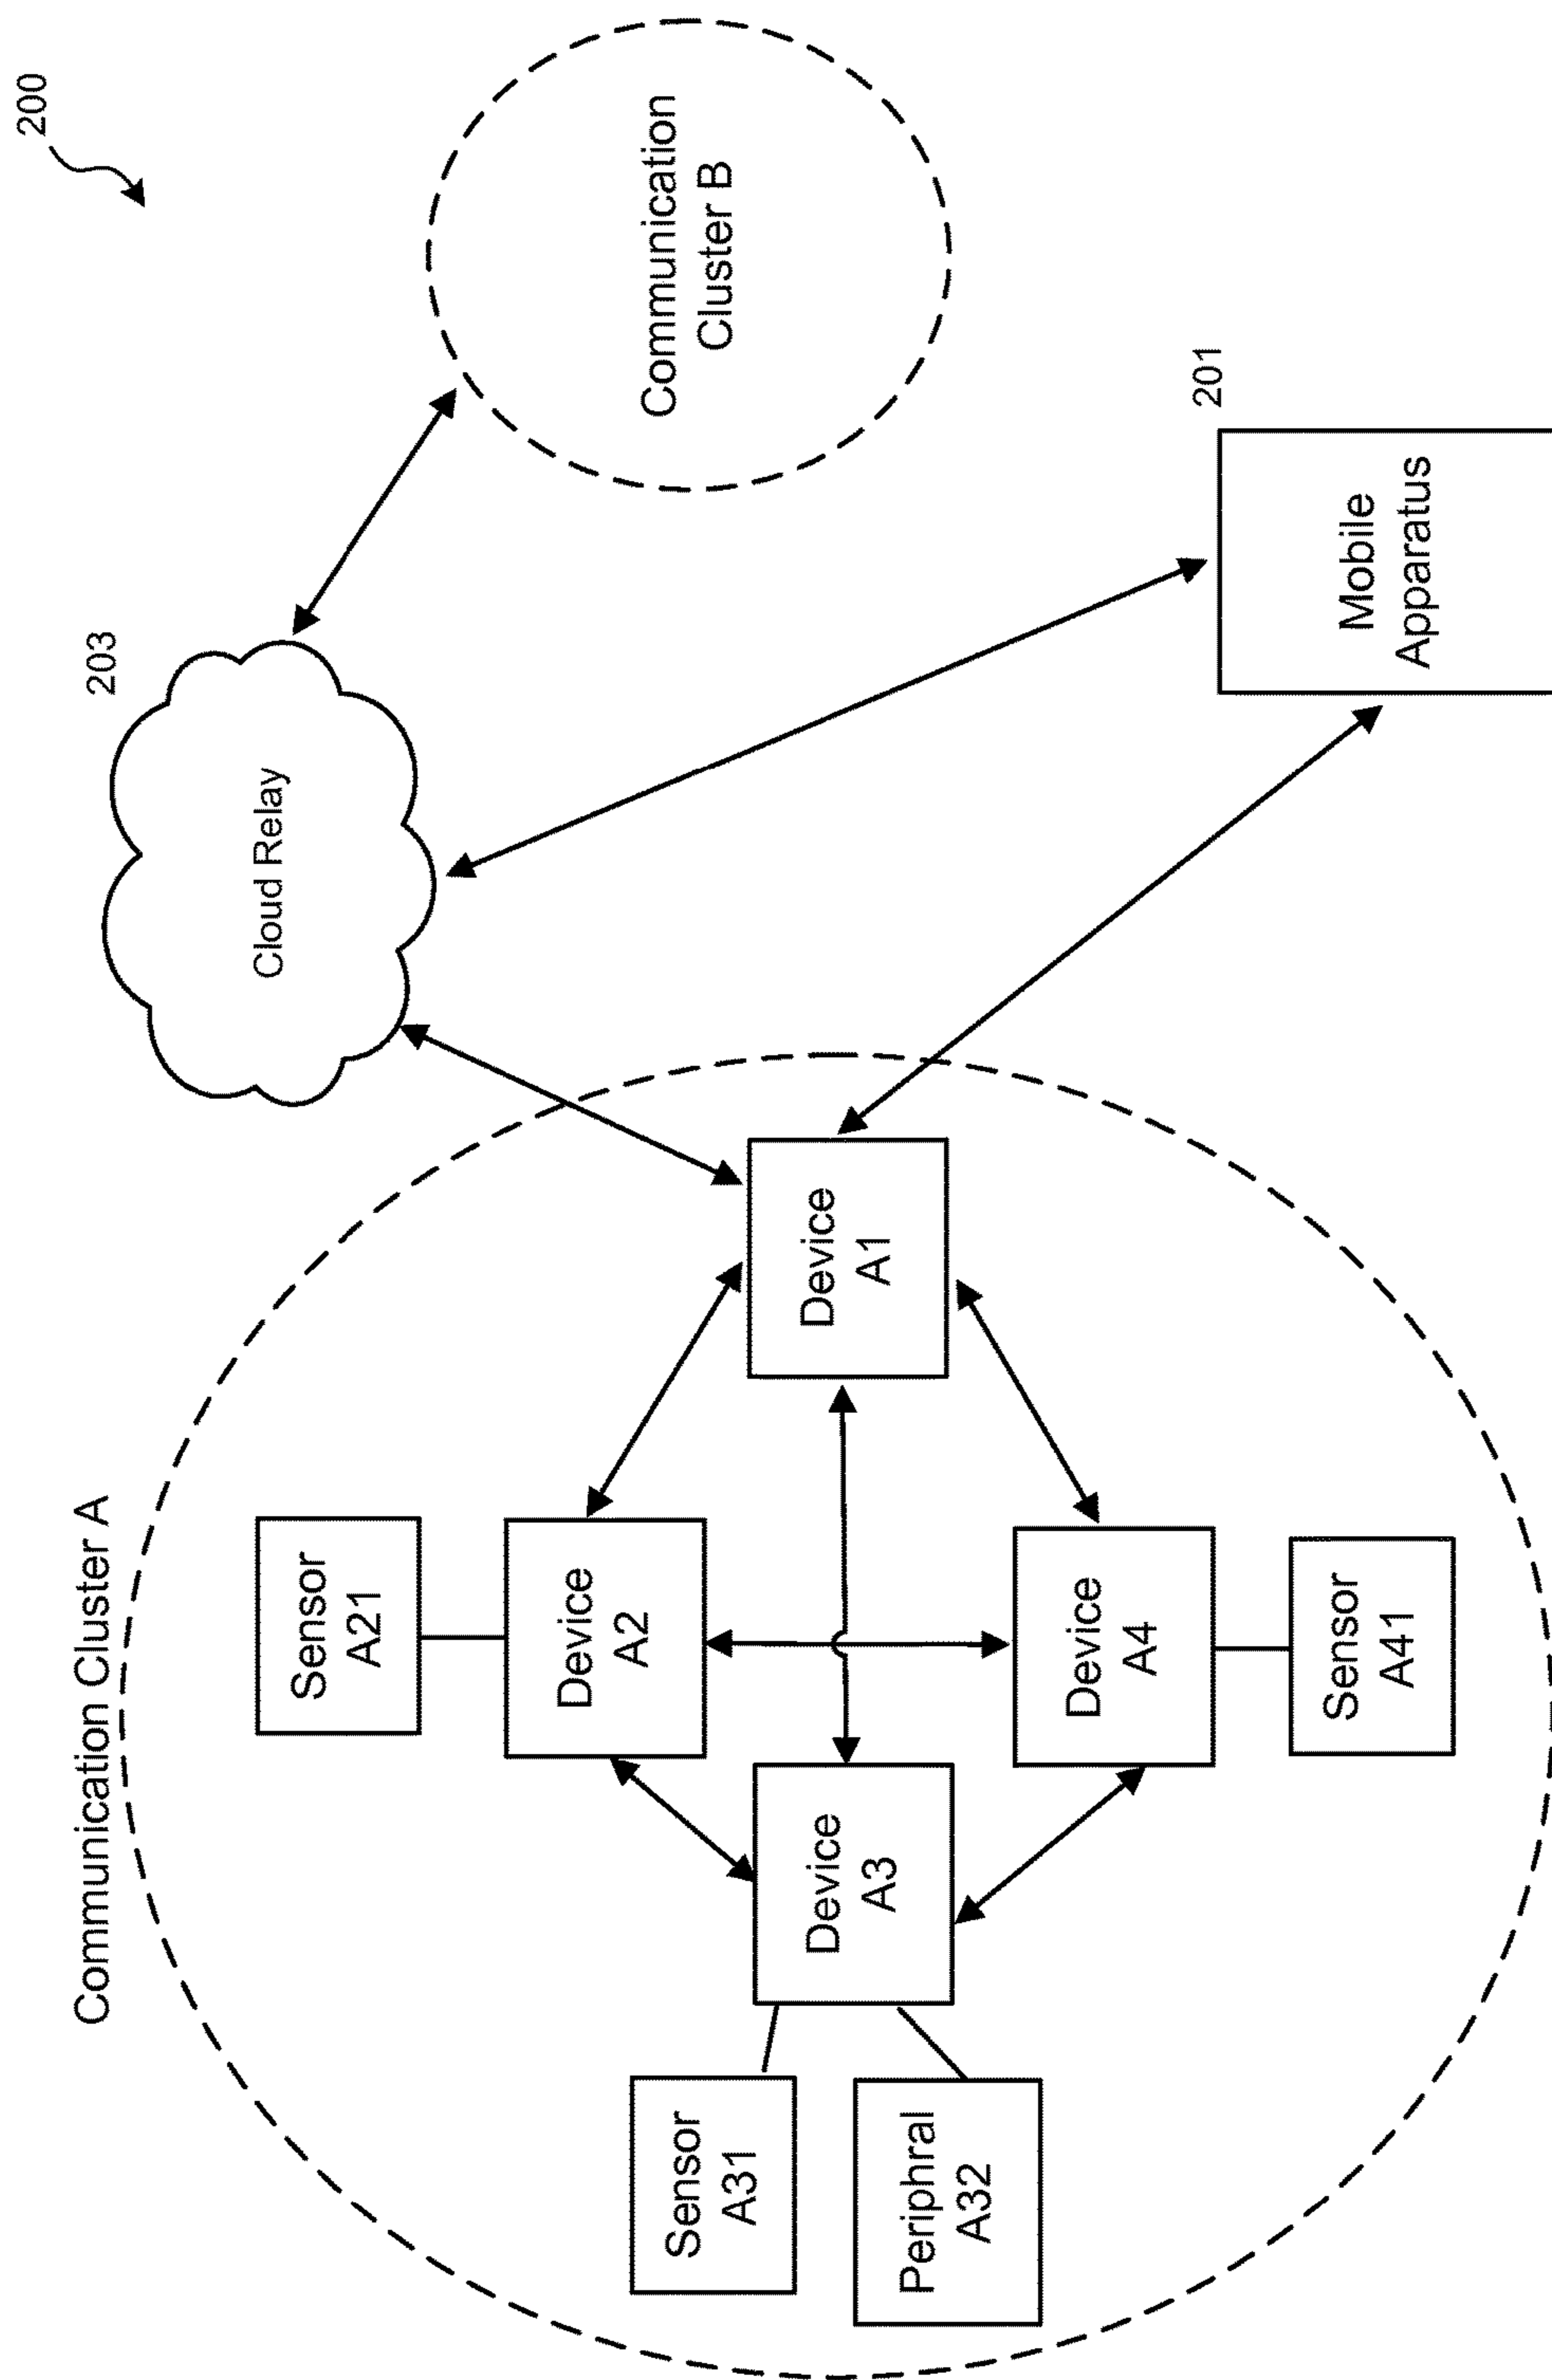 200
Communication Cluster A
203
Cloud Relay
Communication
Cluster B
Sensor
A21
Device
A2
Sensor
A31
Device
A3
Device
A1
Periphral
A32
Device
A4
Sensor
A41
201
Mobile
Apparatus